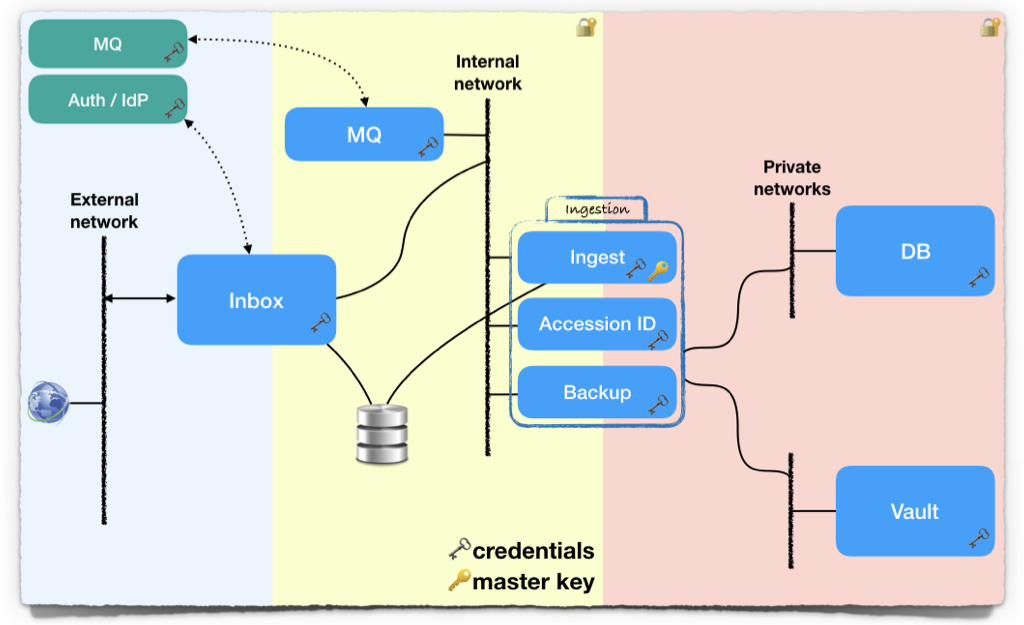 MQ
Auth / IdP
External
network
Inbox
MQ
Internal
network
Ingestion
Ingest
Accession ID
Backup
Private
networks
DB
Vault
credentials
master key